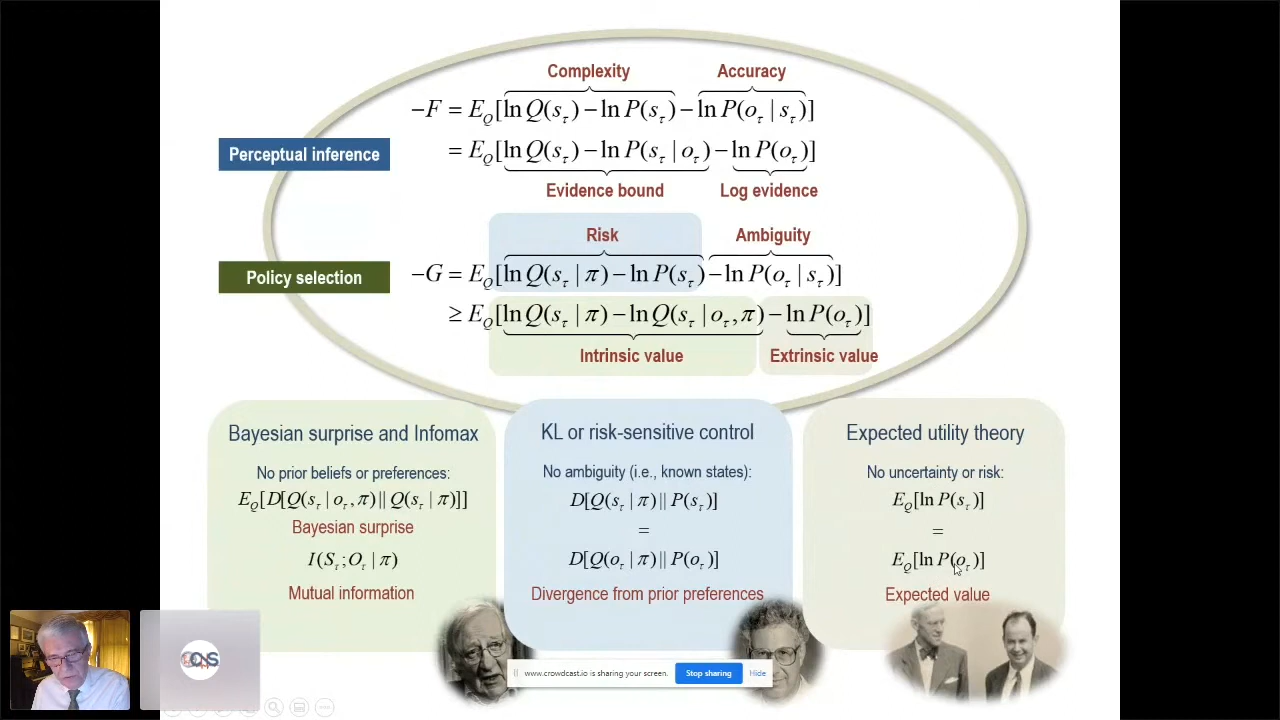 Complexity Accuracy
−F = E_Q[ln Q(s_τ) − ln P(s_τ) − ln P(o_τ | s_τ)]
Perceptual inference
= E_Q[ln Q(s_τ) − ln P(s_τ | o_τ) − ln P(o_τ)]
Evidence bound Log evidence
Risk Ambiguity
Policy selection
−G = E_Q[ln Q(s_τ | π) − ln P(s_τ) − ln P(o_τ | s_τ)]
≥ E_Q[ln Q(s_τ | π) − ln Q(s_τ | o_τ, π) − ln P(o_τ)]
Intrinsic value Extrinsic value
Bayesian surprise and Infomax
No prior beliefs or preferences:
E_Q[D[Q(s_τ | o_τ, π) || Q(s_τ | π)]]
Bayesian surprise
I(S_τ; O_τ | π)
Mutual information
KL or risk-sensitive control
No ambiguity (i.e., known states):
D[Q(s_τ | π) || P(s_τ)]
=
D[Q(o_τ | π) || P(o_τ)]
Divergence from prior preferences
Expected utility theory
No uncertainty or risk:
E_Q[ln P(s_τ)]
=
E_Q[ln P(o_τ)]
Expected value
www.crowdcast.io is sharing your screen. Stop sharing Hide